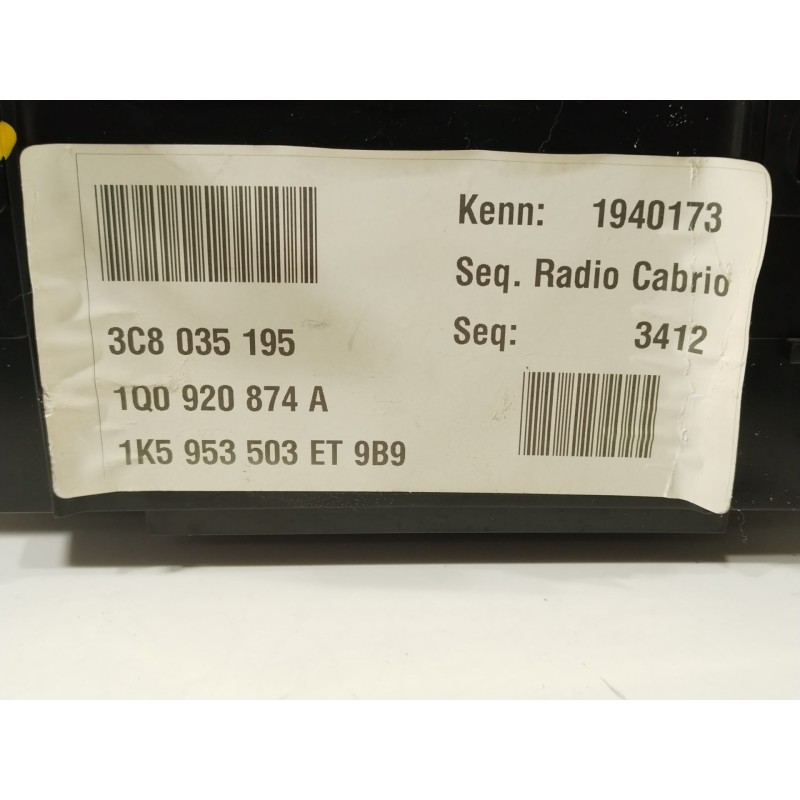 Kenn: 1940173
Seq. Radio Cabrio
Seq: 3412
3C8 035 195
1Q0 920 874 A
1K5 953 503 ET 9B9